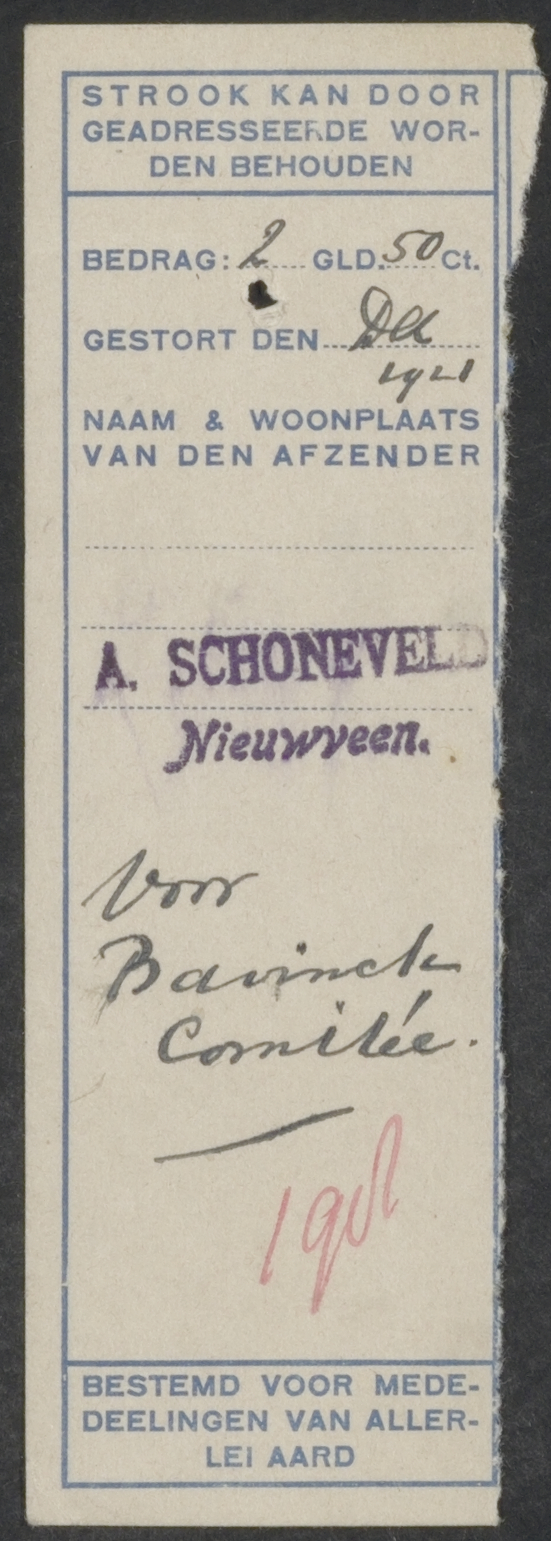 STROOK KAN DOOR
GEADRESSEERDE WOR-
DEN BEHOUDEN
BEDRAG: 2 GLD. 50 Ct.
GESTORT DEN Dec
1921
NAAM & WOONPLAATS
VAN DEN AFZENDER
A. SCHONEVELD
Nieuwveen.
Voor
Bavinck
Comitée.
BESTEMD VOOR MEDE-
DEELINGEN VAN ALLER-
LEI AARD